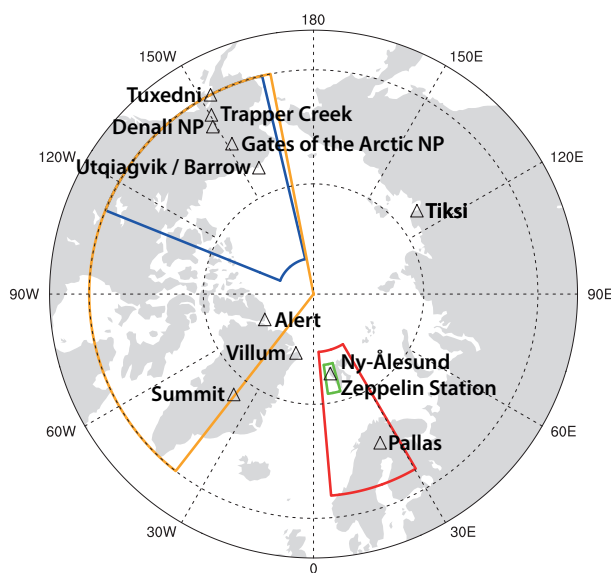 180
150W
150E
Tuxedni
Trapper Creek
Denali NP
Gates of the Arctic NP
120W
120E
Utqiagvik / Barrow
Tiksi
90W
90E
Alert
Villum
Ny-Ålesund
Zeppelin Station
Summit
Pallas
60W
60E
30W
30E
0